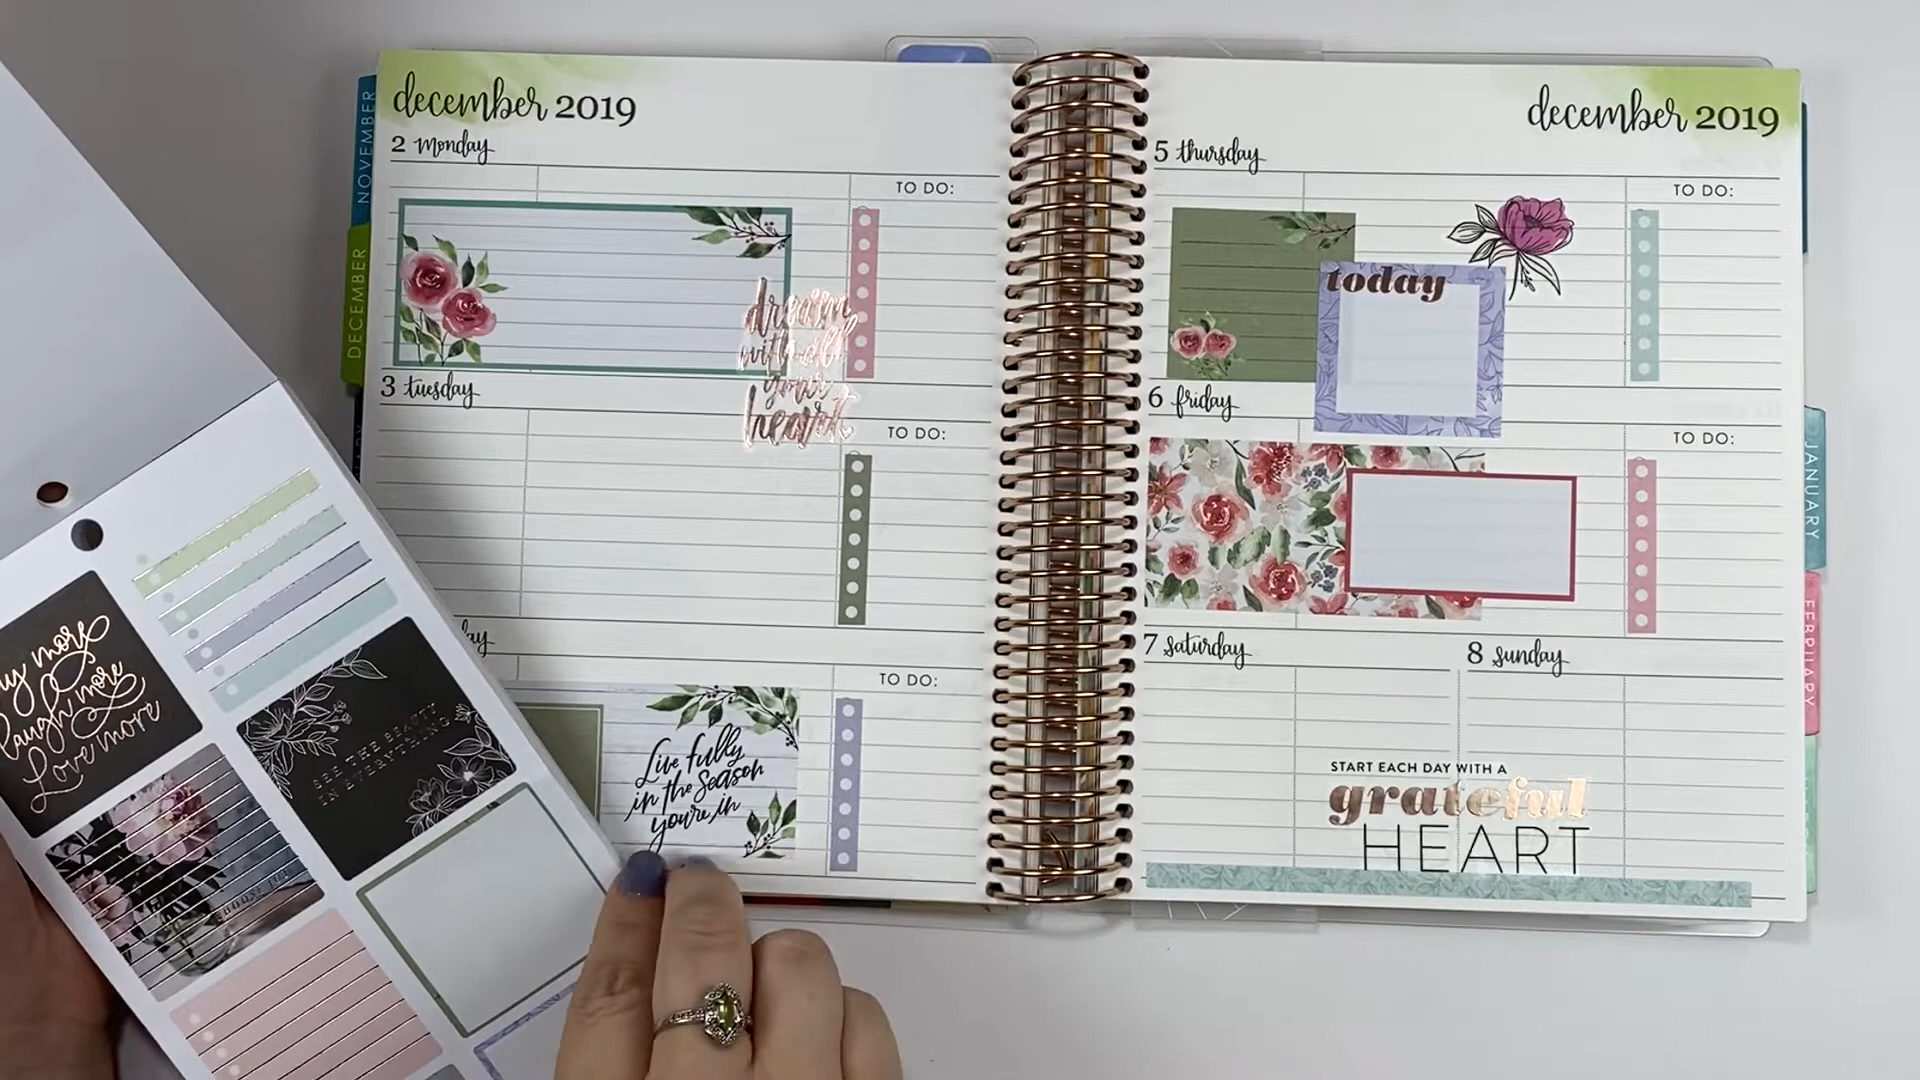 december 2019
2 monday
TO DO:
dream
with all
your
heart
3 tuesday
TO DO:
TO DO:
Live fully
in the season
you're in
december 2019
5 thursday
TO DO:
today
6 friday
TO DO:
7 saturday
8 sunday
START EACH DAY WITH A
grateful
HEART
NOVEMBER
DECEMBER
JANUARY
FEBRUARY
more
laugh more
Love more
SEE THE BEAUTY
IN EVERYTHING